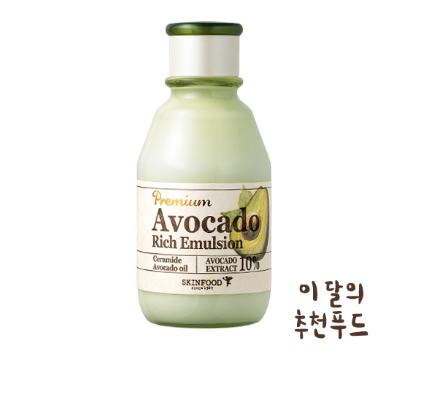 Premium
Avocado
Rich Emulsion
Ceramide
Avocado oil
AVOCADO
EXTRACT 10%
SKINFOOD
이 달의
추천푸드